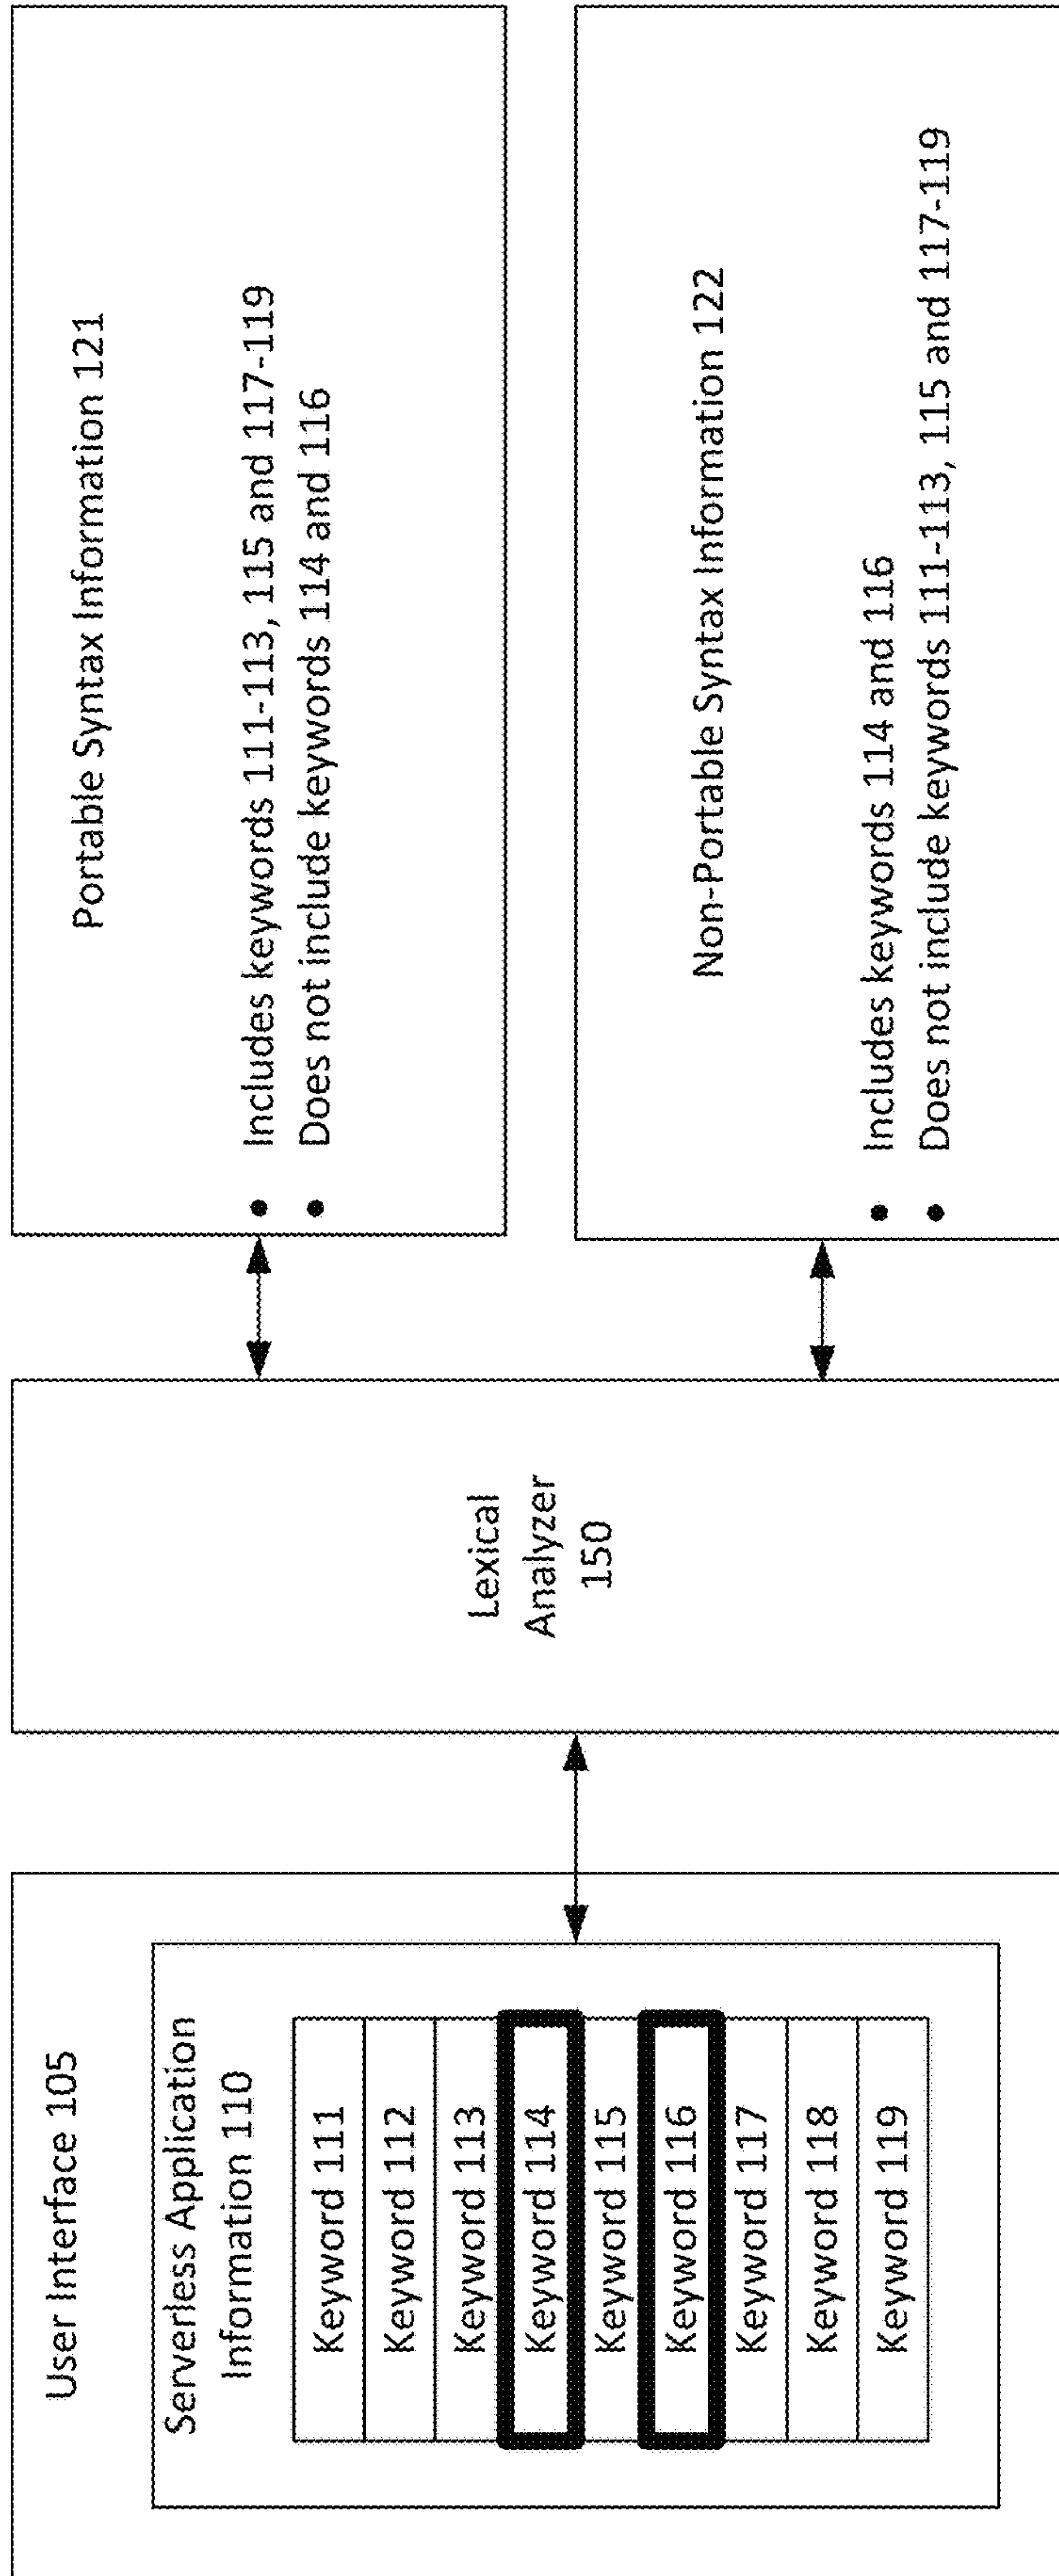 User Interface 105
Serverless Application
Information 110
Keyword 111
Keyword 112
Keyword 113
Keyword 114
Keyword 115
Keyword 116
Keyword 117
Keyword 118
Keyword 119
Lexical
Analyzer
150
Portable Syntax Information 121
• Includes keywords 111-113, 115 and 117-119
• Does not include keywords 114 and 116
Non-Portable Syntax Information 122
• Includes keywords 114 and 116
• Does not include keywords 111-113, 115 and 117-119